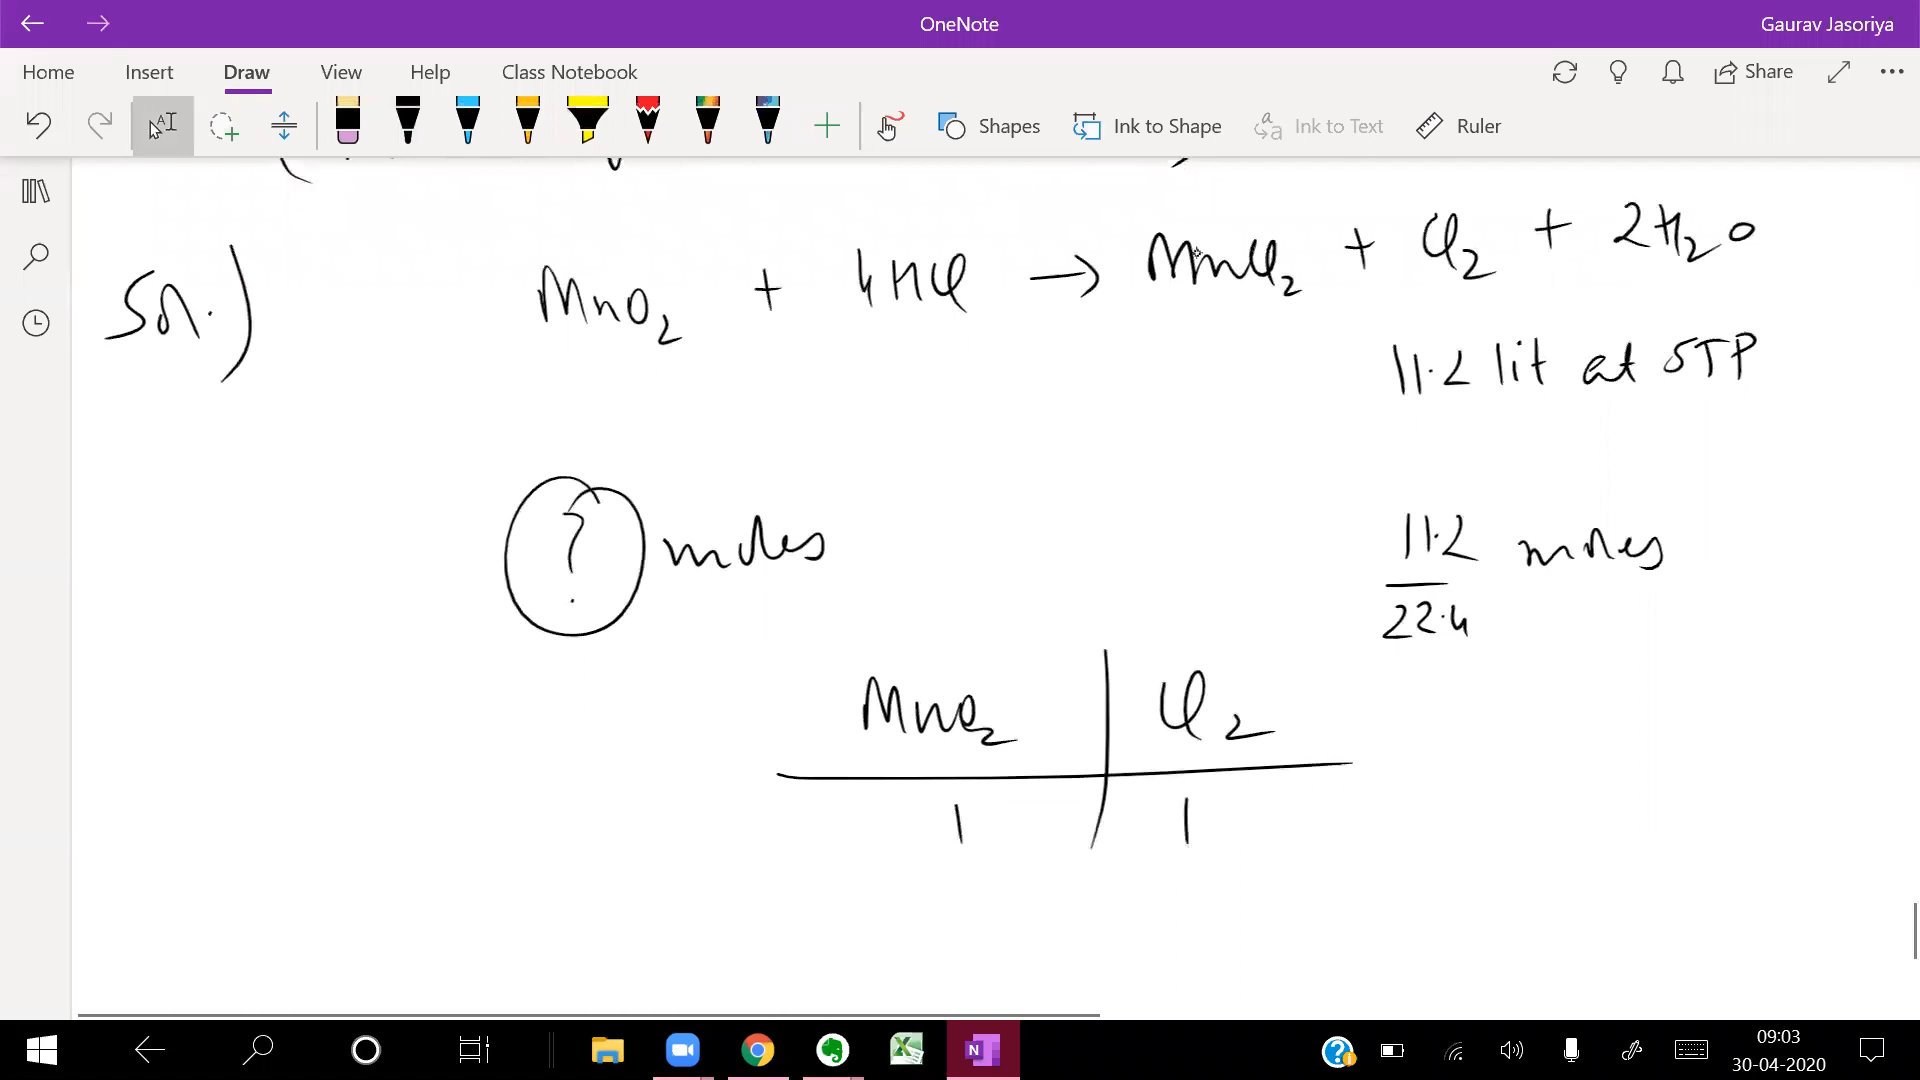 OneNote
Gaurav Jasoriya
Home Insert Draw View Help Class Notebook Share
Shapes Ink to Shape Ink to Text Ruler
Sol.) MnO₂ + 4HCl → MnCl₂ + Cl₂ + 2H₂O
11.2 lit at STP
? moles 11.2/22.4 moles
MnO₂ | Cl₂
1 | 1
09:03
30-04-2020